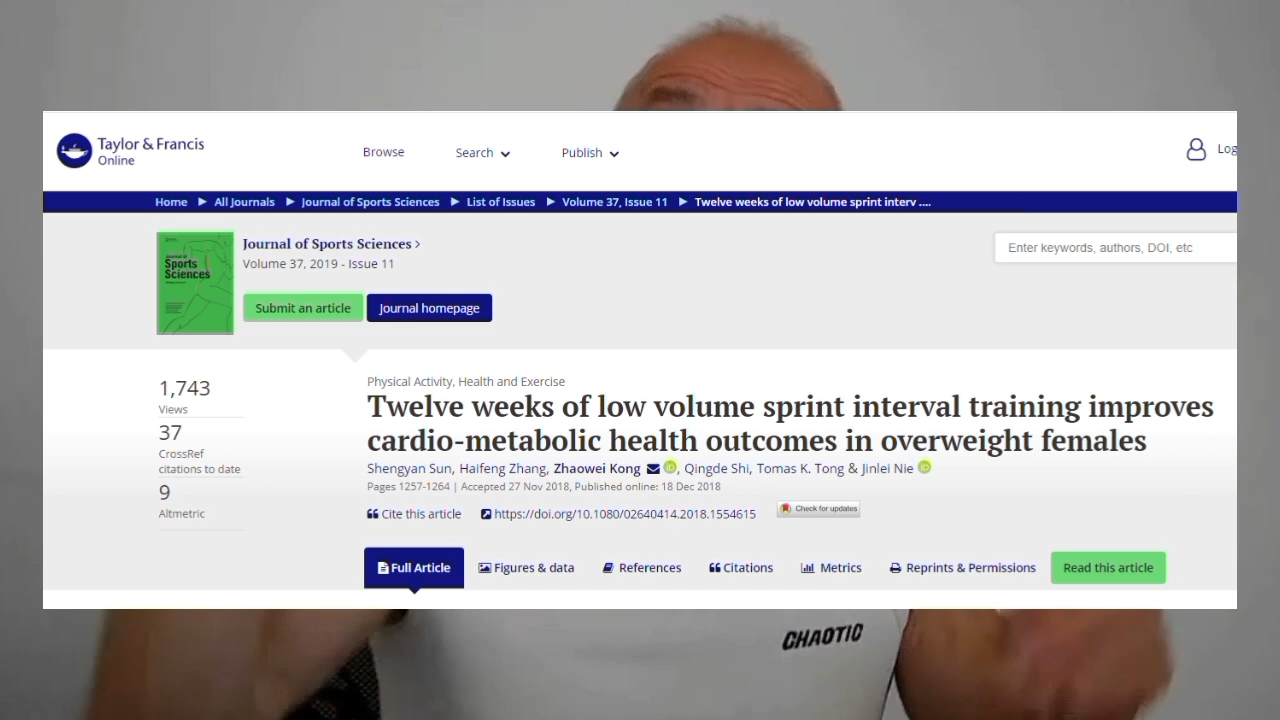 Taylor & Francis
Online
Browse
Search
Publish
Log
Home
All Journals
Journal of Sports Sciences
List of Issues
Volume 37, Issue 11
Twelve weeks of low volume sprint interv ....
Journal of
Sports
Sciences
Journal of Sports Sciences ›
Volume 37, 2019 - Issue 11
Enter keywords, authors, DOI, etc
Submit an article
Journal homepage
1,743
Views
37
CrossRef
citations to date
9
Altmetric
Physical Activity, Health and Exercise
Twelve weeks of low volume sprint interval training improves
cardio-metabolic health outcomes in overweight females
Shengyan Sun, Haifeng Zhang, Zhaowei Kong, Qingde Shi, Tomas K. Tong & Jinlei Nie
Pages 1257-1264 | Accepted 27 Nov 2018, Published online: 18 Dec 2018
Cite this article
https://doi.org/10.1080/02640414.2018.1554615
Check for updates
Full Article
Figures & data
References
Citations
Metrics
Reprints & Permissions
Read this article
CHAOTIC